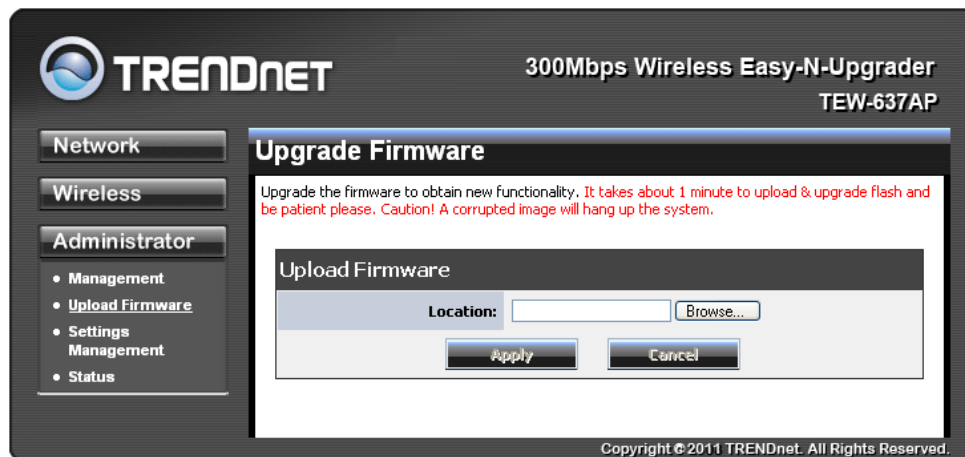 TRENDNET
300Mbps Wireless Easy-N-Upgrader
TEW-637AP
Network
Wireless
Administrator
• Management
• Upload Firmware
• Settings
Management
• Status
Upgrade Firmware
Upgrade the firmware to obtain new functionality. It takes about 1 minute to upload & upgrade flash and
be patient please. Caution! A corrupted image will hang up the system.
Upload Firmware
Location: Browse...
Apply Cancel
Copyright © 2011 TRENDnet. All Rights Reserved.